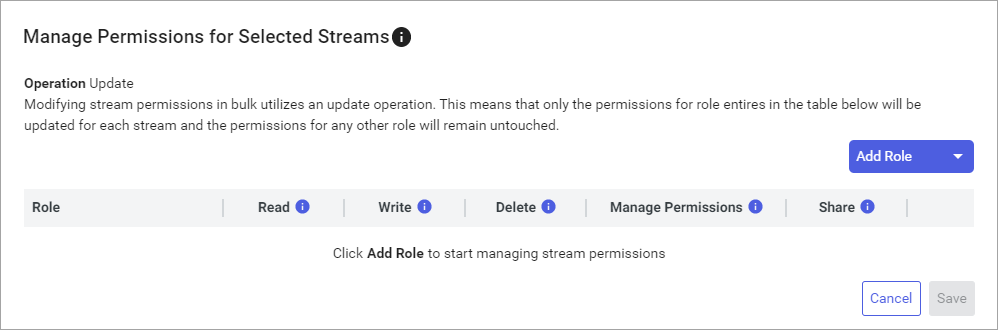 Manage Permissions for Selected Streams
Operation Update
Modifying stream permissions in bulk utilizes an update operation. This means that only the permissions for role entires in the table below will be
updated for each stream and the permissions for any other role will remain untouched.
Add Role
Role Read Write Delete Manage Permissions Share
Click Add Role to start managing stream permissions
Cancel Save